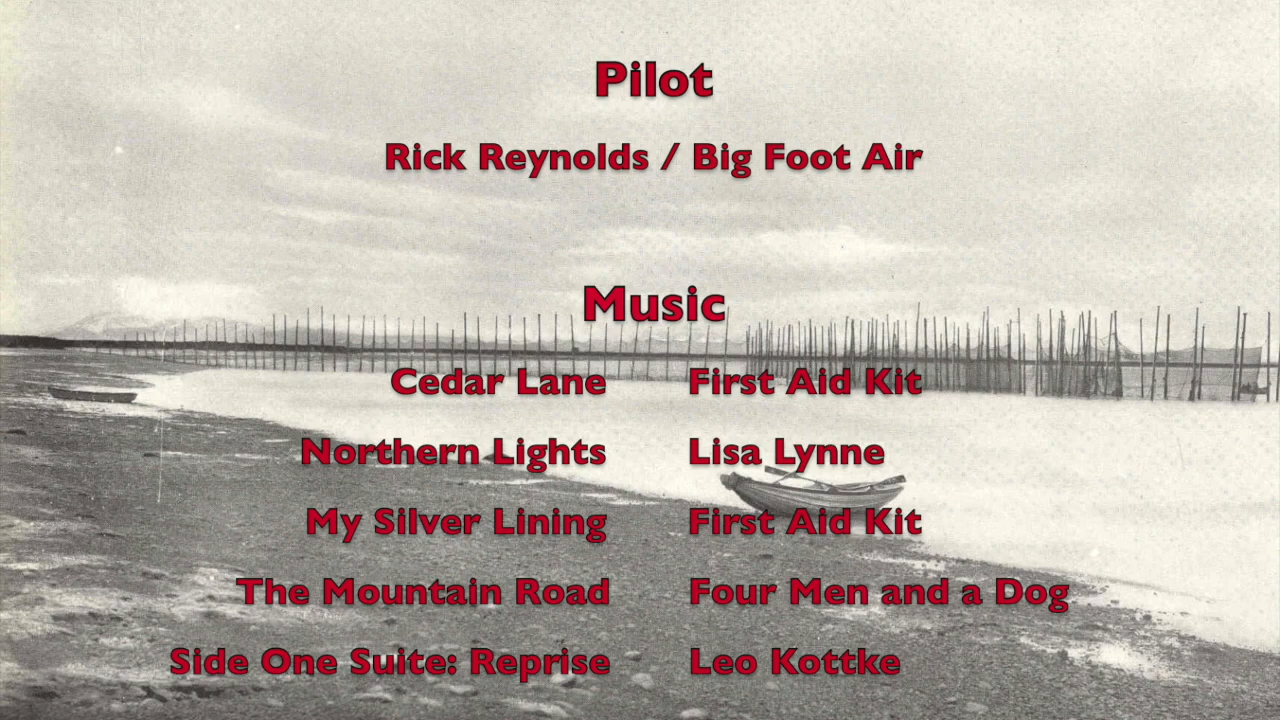 Pilot
Rick Reynolds / Big Foot Air
Music
Cedar Lane First Aid Kit
Northern Lights Lisa Lynne
My Silver Lining First Aid Kit
The Mountain Road Four Men and a Dog
Side One Suite: Reprise Leo Kottke